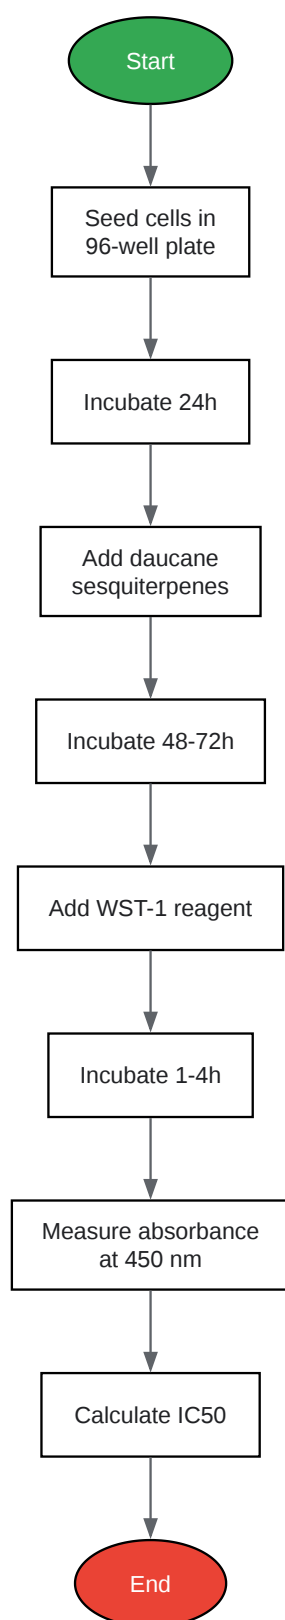 Start
Seed cells in
96-well plate
Incubate 24h
Add daucane
sesquiterpenes
Incubate 48-72h
Add WST-1 reagent
Incubate 1-4h
Measure absorbance
at 450 nm
Calculate IC50
End